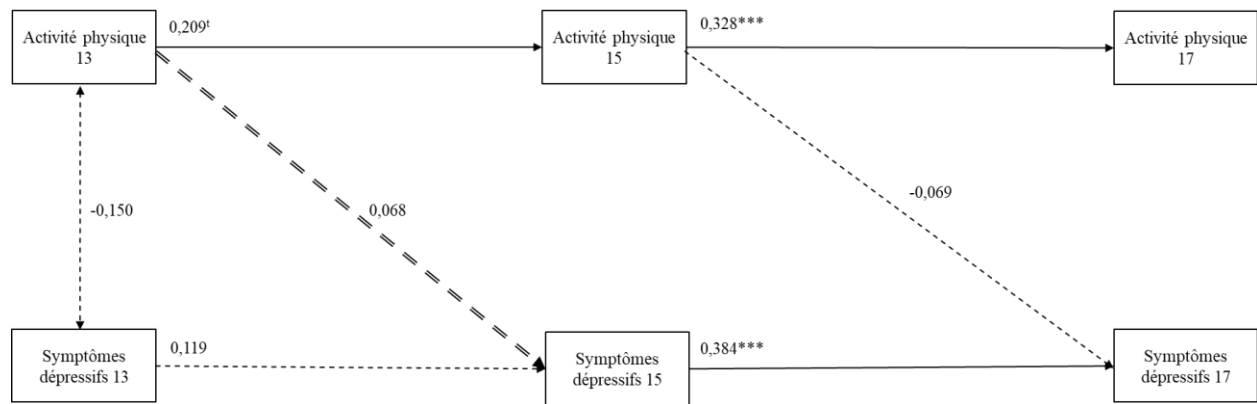 0,209ᵗ
0,328***
Activité physique
13
Activité physique
15
Activité physique
17
-0,150
0,068
-0,069
0,119
0,384***
Symptômes
dépressifs 13
Symptômes
dépressifs 15
Symptômes
dépressifs 17